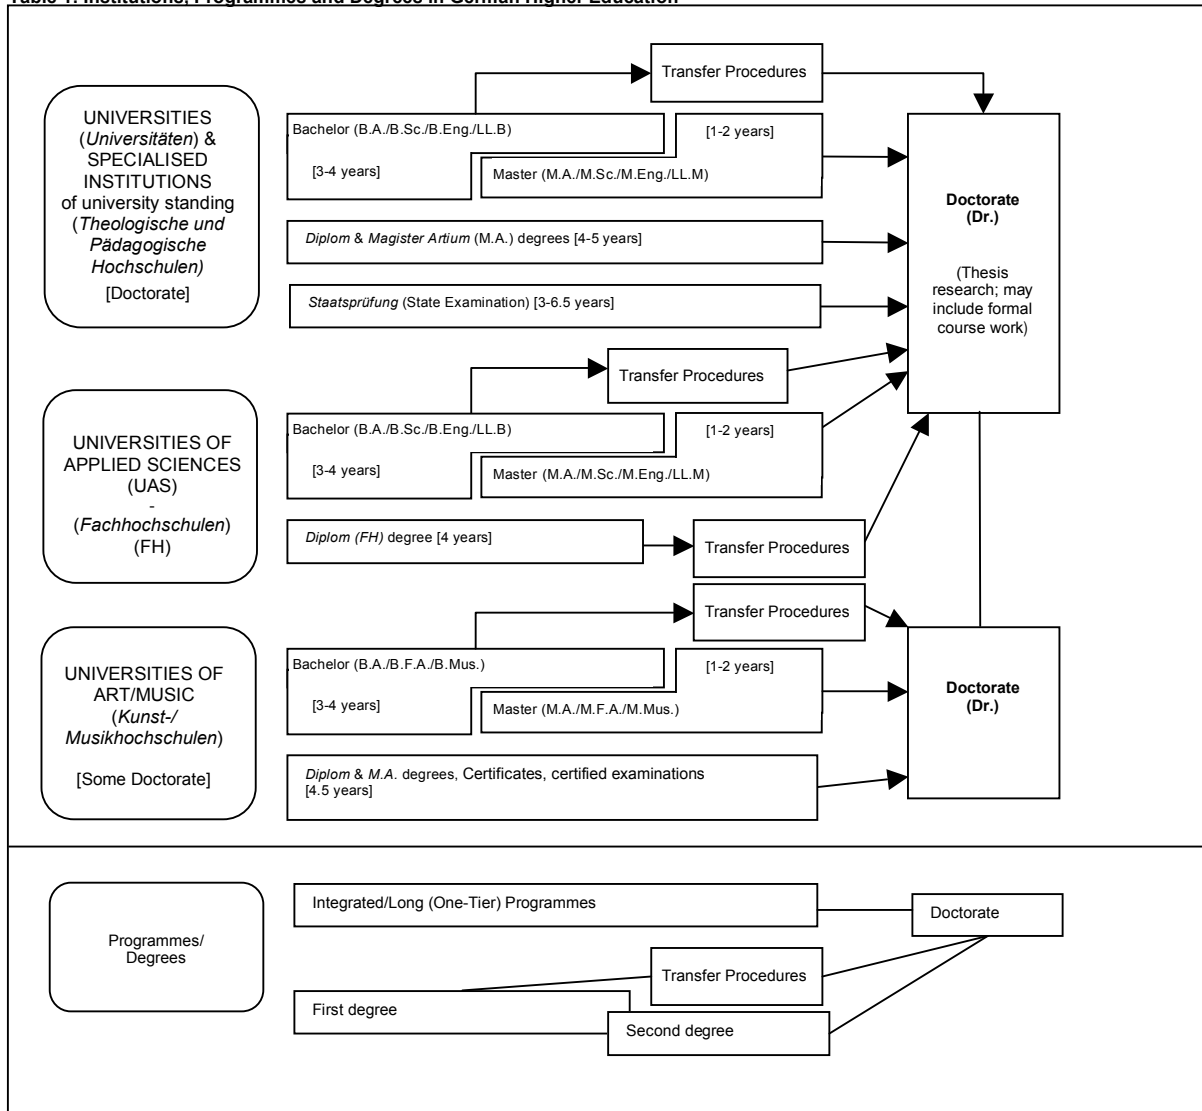 Table 1: Institutions, Programmes and Degrees in German Higher Education
Transfer Procedures
UNIVERSITIES
(Universitäten) &
SPECIALISED
INSTITUTIONS
of university standing
(Theologische und
Pädagogische
Hochschulen)
[Doctorate]
Bachelor (B.A./B.Sc./B.Eng./LL.B)
[3-4 years]
[1-2 years]
Master (M.A./M.Sc./M.Eng./LL.M)
Diplom & Magister Artium (M.A.) degrees [4-5 years]
Staatsprüfung (State Examination) [3-6.5 years]
Doctorate
(Dr.)
(Thesis
research; may
include formal
course work)
Transfer Procedures
UNIVERSITIES OF
APPLIED SCIENCES
(UAS)
-
(Fachhochschulen)
(FH)
Bachelor (B.A./B.Sc./B.Eng./LL.B)
[3-4 years]
[1-2 years]
Master (M.A./M.Sc./M.Eng./LL.M)
Diplom (FH) degree [4 years]
Transfer Procedures
Transfer Procedures
UNIVERSITIES OF
ART/MUSIC
(Kunst-/
Musikhochschulen)
[Some Doctorate]
Bachelor (B.A./B.F.A./B.Mus.)
[3-4 years]
[1-2 years]
Master (M.A./M.F.A./M.Mus.)
Diplom & M.A. degrees, Certificates, certified examinations
[4.5 years]
Doctorate
(Dr.)
Programmes/
Degrees
Integrated/Long (One-Tier) Programmes
Doctorate
Transfer Procedures
First degree
Second degree